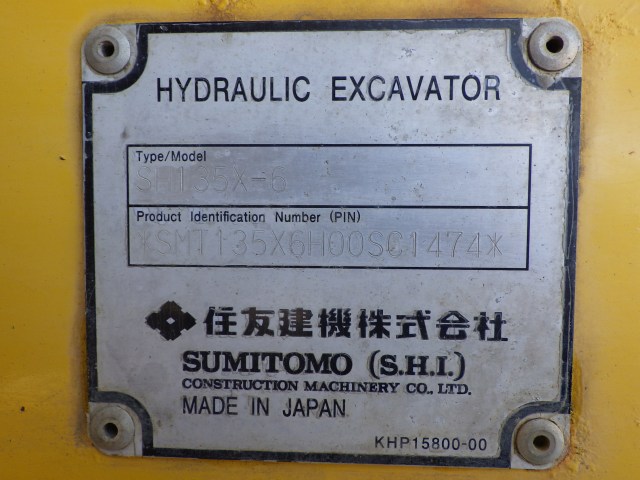 HYDRAULIC EXCAVATOR
Type/Model
SH135X-6
Product Identification Number (PIN)
*SMT135X6H00SC1474*
住友建機株式会社
SUMITOMO (S.H.I.)
CONSTRUCTION MACHINERY CO., LTD.
MADE IN JAPAN
KHP15800-00